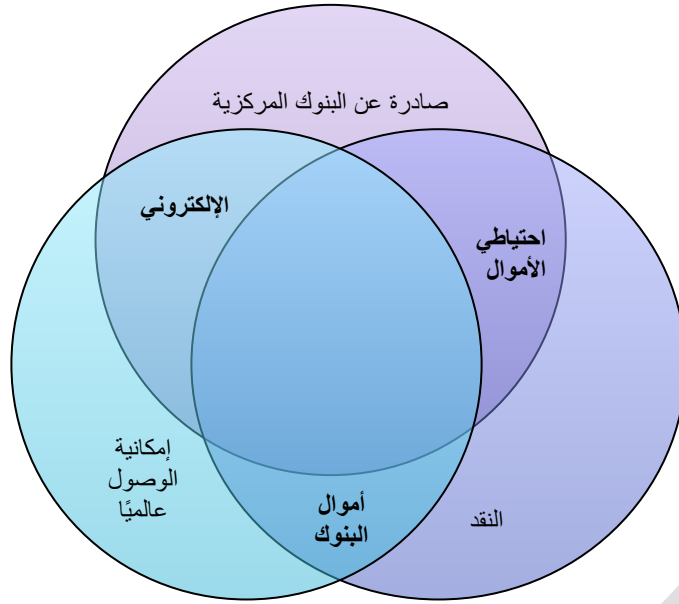 صادرة عن البنوك المركزية
الإلكتروني
احتياطي
الأموال
إمكانية
الوصول
عالميًا
أموال
البنوك
النقد